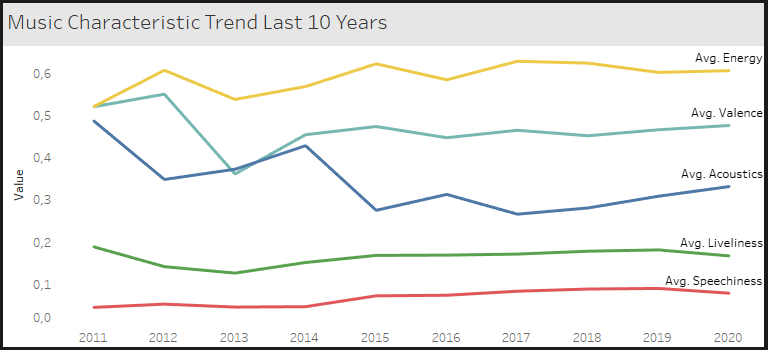 Music Characteristic Trend Last 10 Years
Avg. Energy
0,6
Avg. Valence
0,5
0,4
Avg. Acoustics
Value
0,3
0,2
Avg. Liveliness
Avg. Speechiness
0,1
0,0
2011 2012 2013 2014 2015 2016 2017 2018 2019 2020